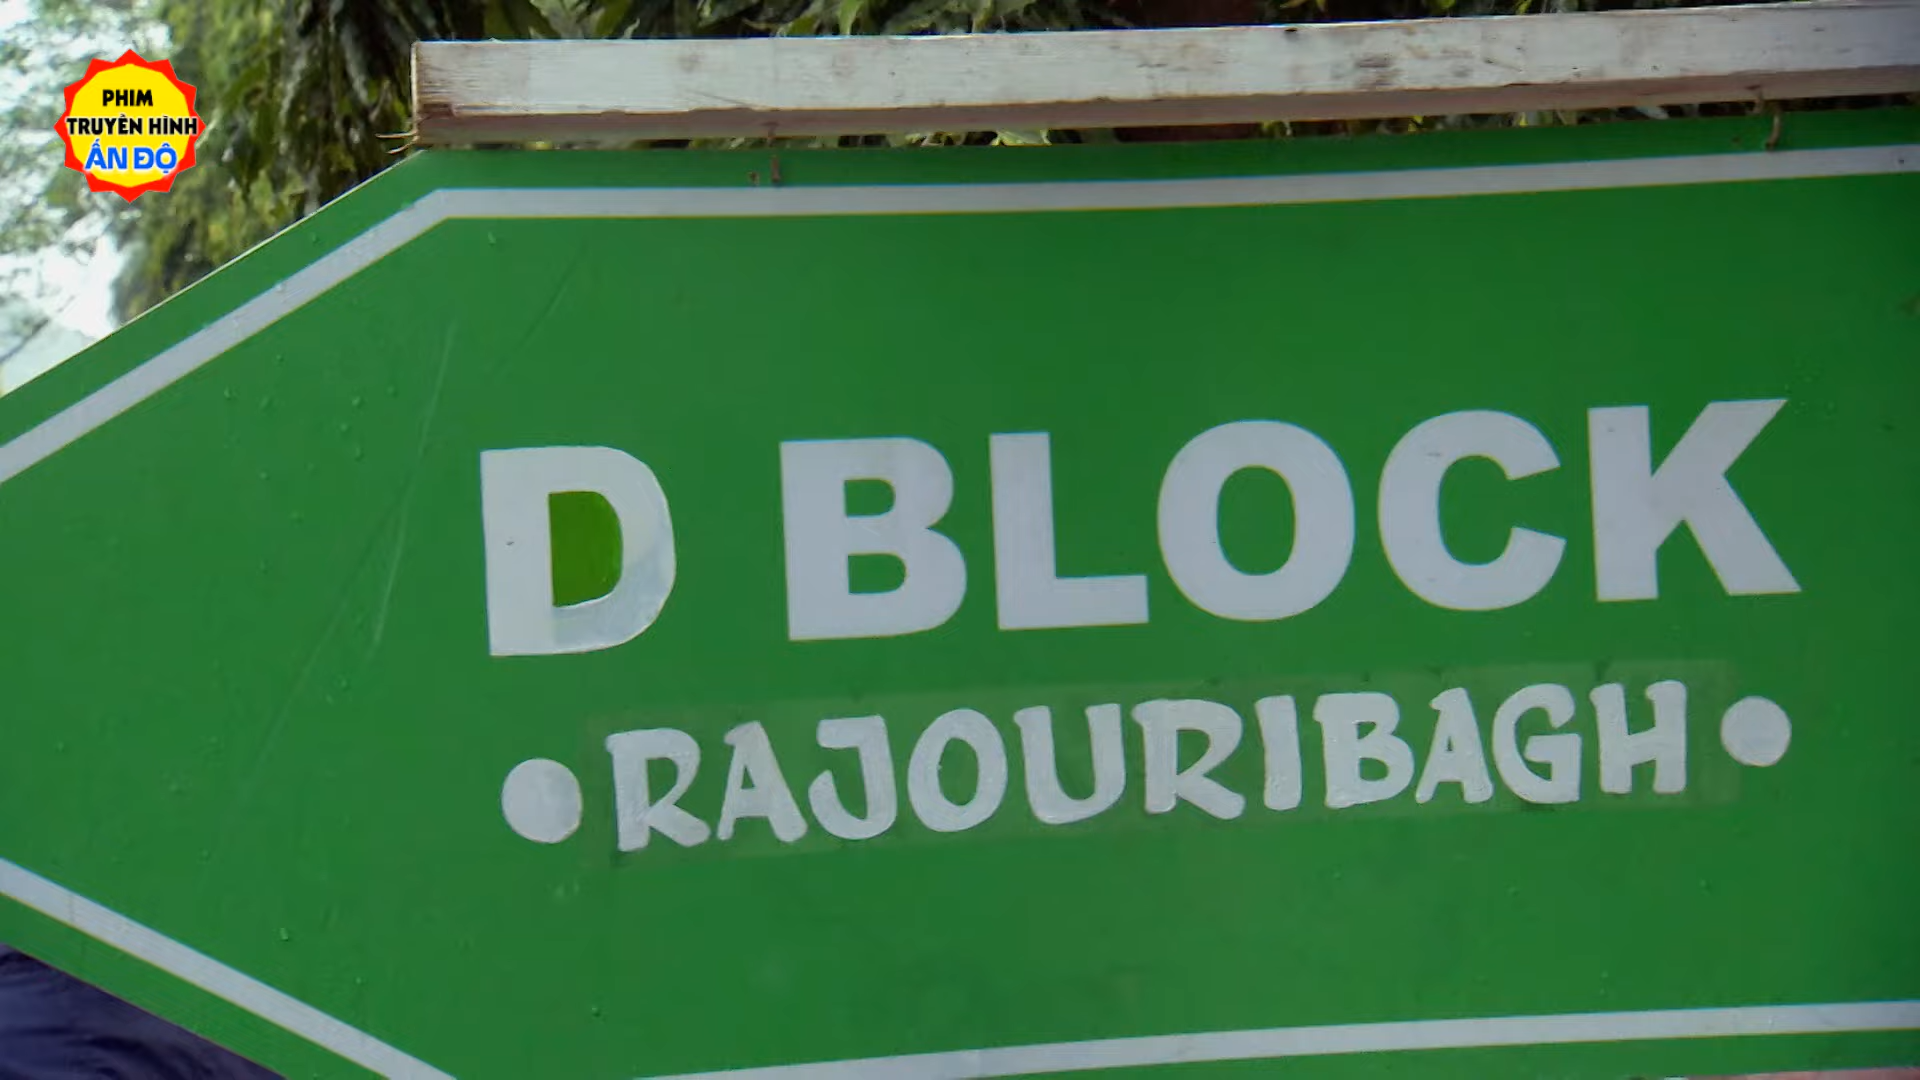 PHIM
TRUYỀN HÌNH
ẤN ĐỘ
D BLOCK
•RAJOURIBAGH•